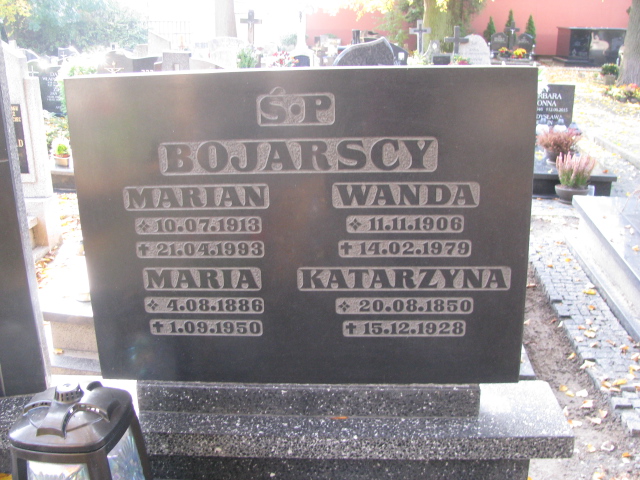 Ś.P
BOJARSCY
MARIAN WANDA
✧ 10.07.1913 ✧ 11.11.1906
✝ 21.04.1993 ✝ 14.02.1979
MARIA KATARZYNA
✧ 4.08.1886 ✧ 20.08.1850
✝ 1.09.1950 ✝ 15.12.1928